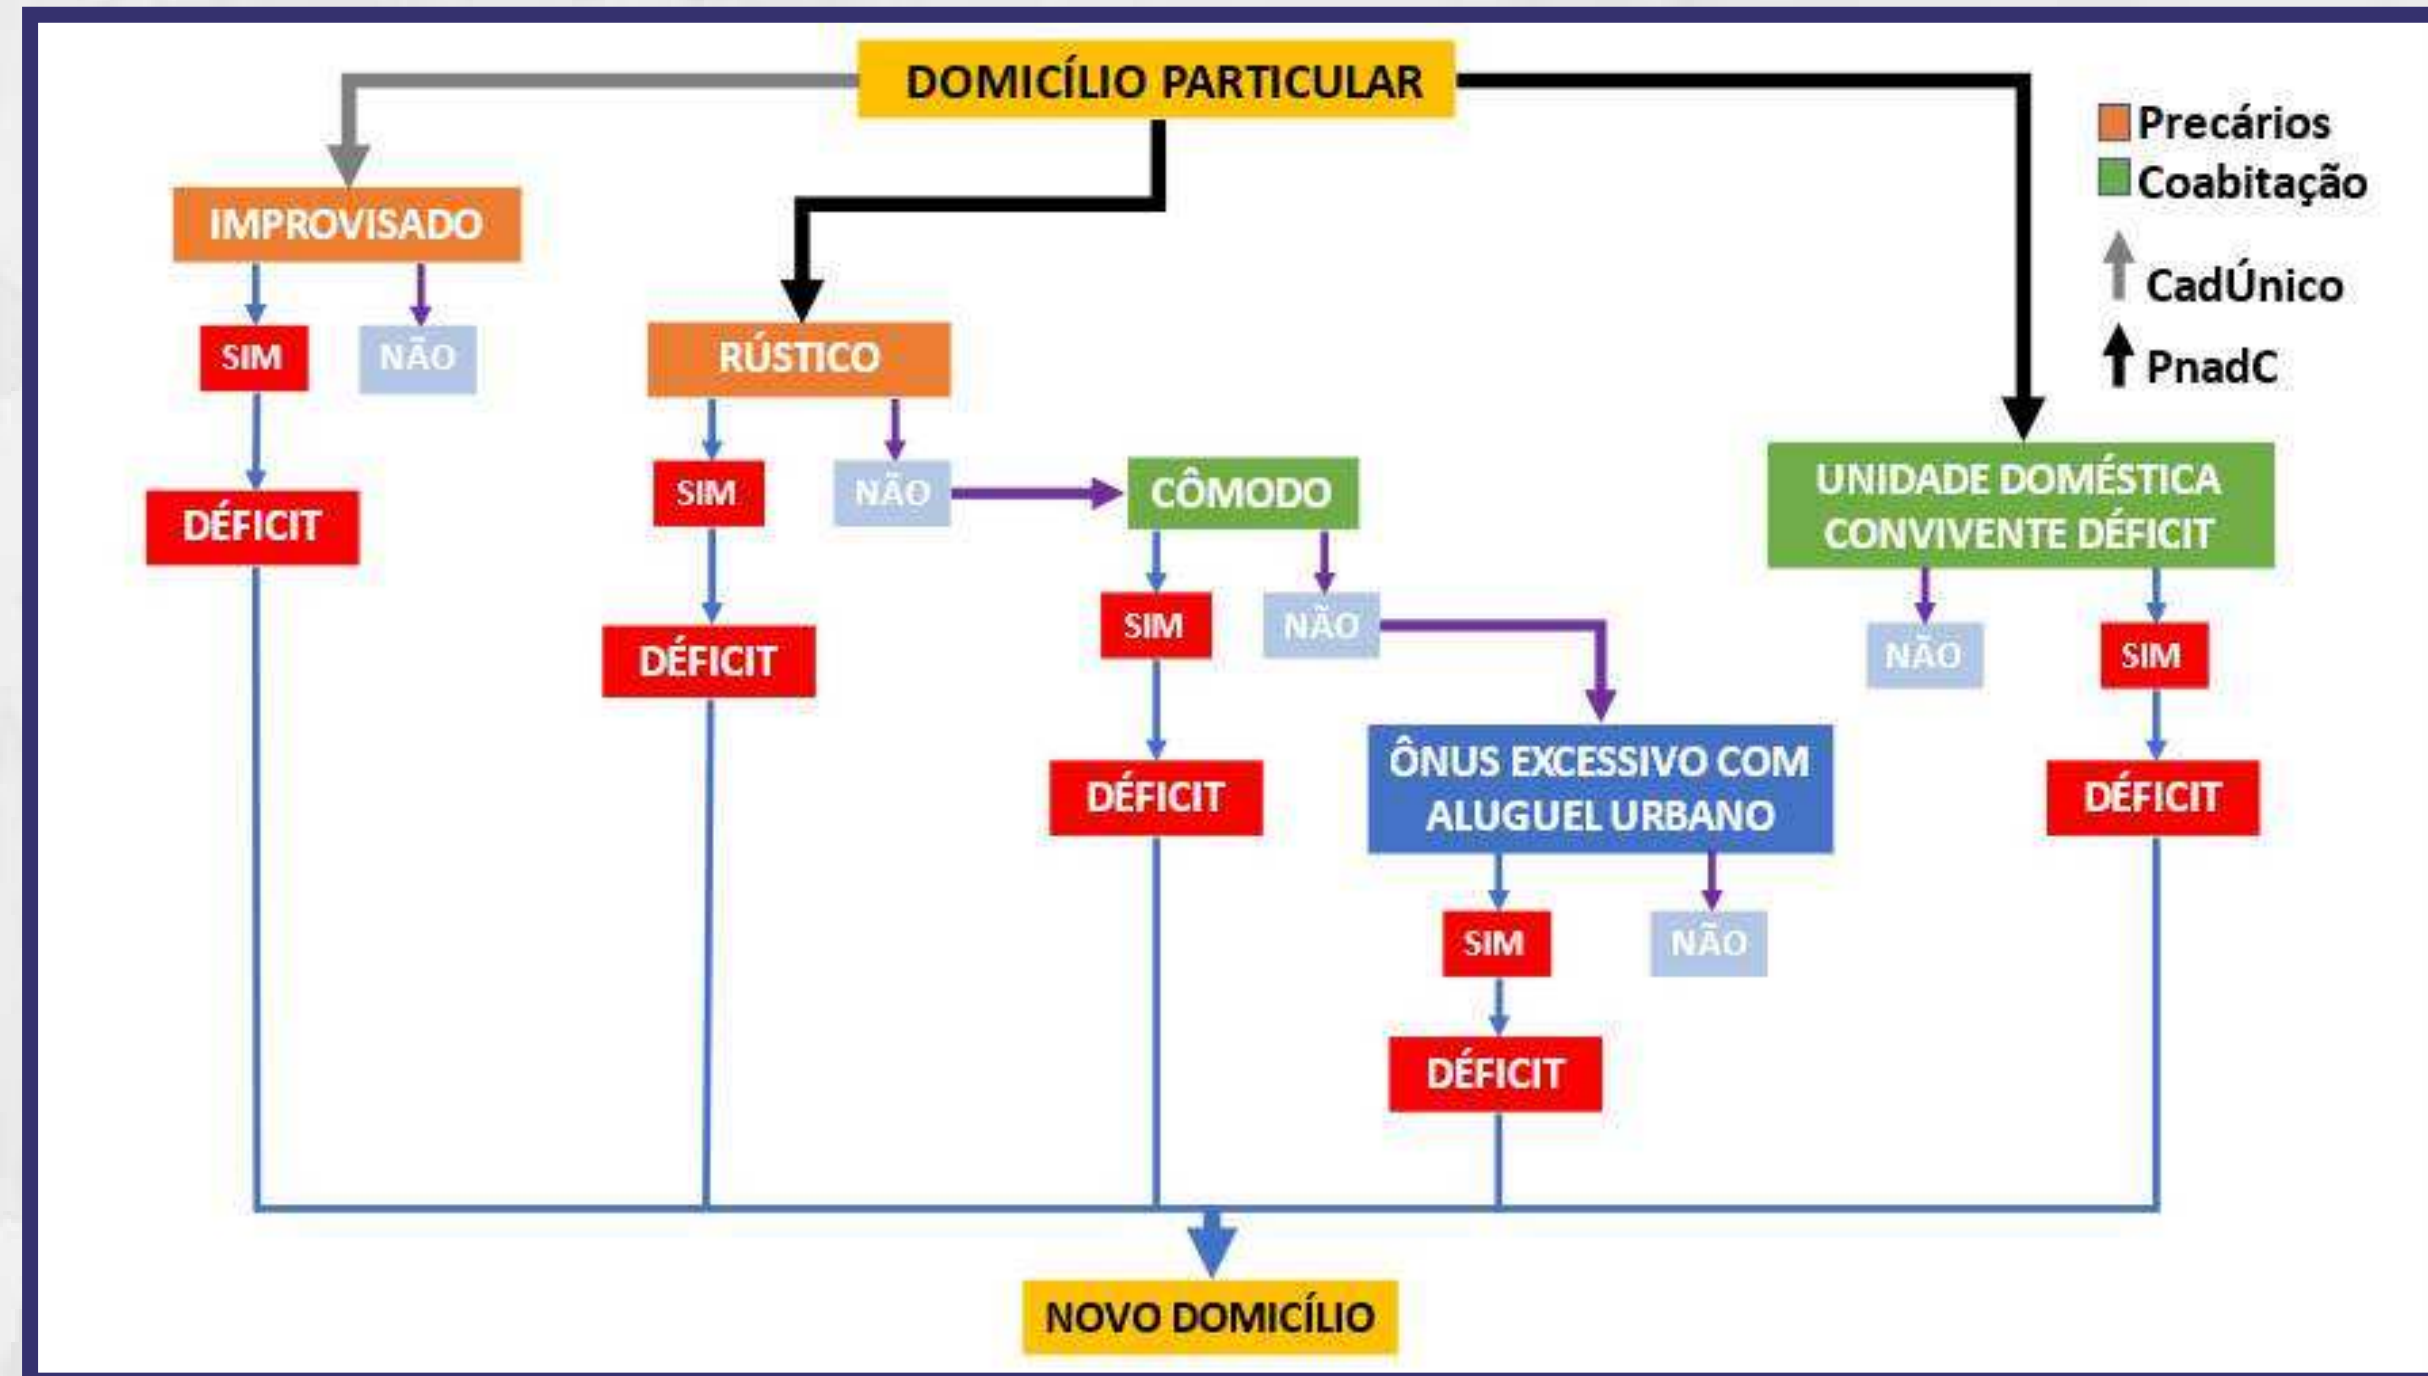 DOMICÍLIO PARTICULAR
Precários
Coabitação
CadÚnico
PnadC
IMPROVISADO
SIM
NÃO
DÉFICIT
RÚSTICO
SIM
NÃO
DÉFICIT
CÔMODO
SIM
NÃO
DÉFICIT
ÔNUS EXCESSIVO COM
ALUGUEL URBANO
SIM
NÃO
DÉFICIT
UNIDADE DOMÉSTICA
CONVIVENTE DÉFICIT
NÃO
SIM
DÉFICIT
NOVO DOMICÍLIO